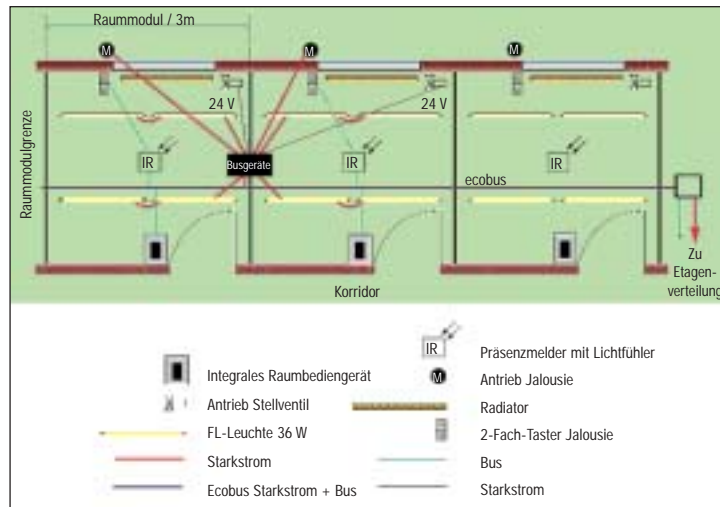 Raummodul / 3m
M
M
M
24 V
24 V
Raummodulgrenze
IR
Busgeräte
IR
IR
ecobus
Zu
Etagen-
verteilung
Korridor
IR
Präsenzmelder mit Lichtfühler
Integrales Raumbediengerät
M
Antrieb Jalousie
Antrieb Stellventil
Radiator
FL-Leuchte 36 W
2-Fach-Taster Jalousie
Starkstrom
Bus
Ecobus Starkstrom + Bus
Starkstrom